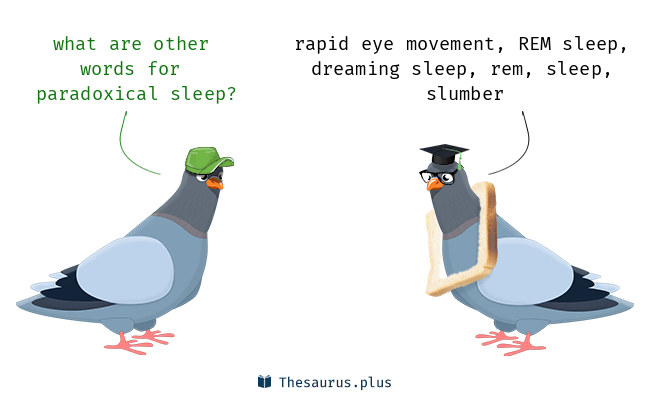 what are other
words for
paradoxical sleep?
rapid eye movement, REM sleep,
dreaming sleep, rem, sleep,
slumber
Thesaurus.plus